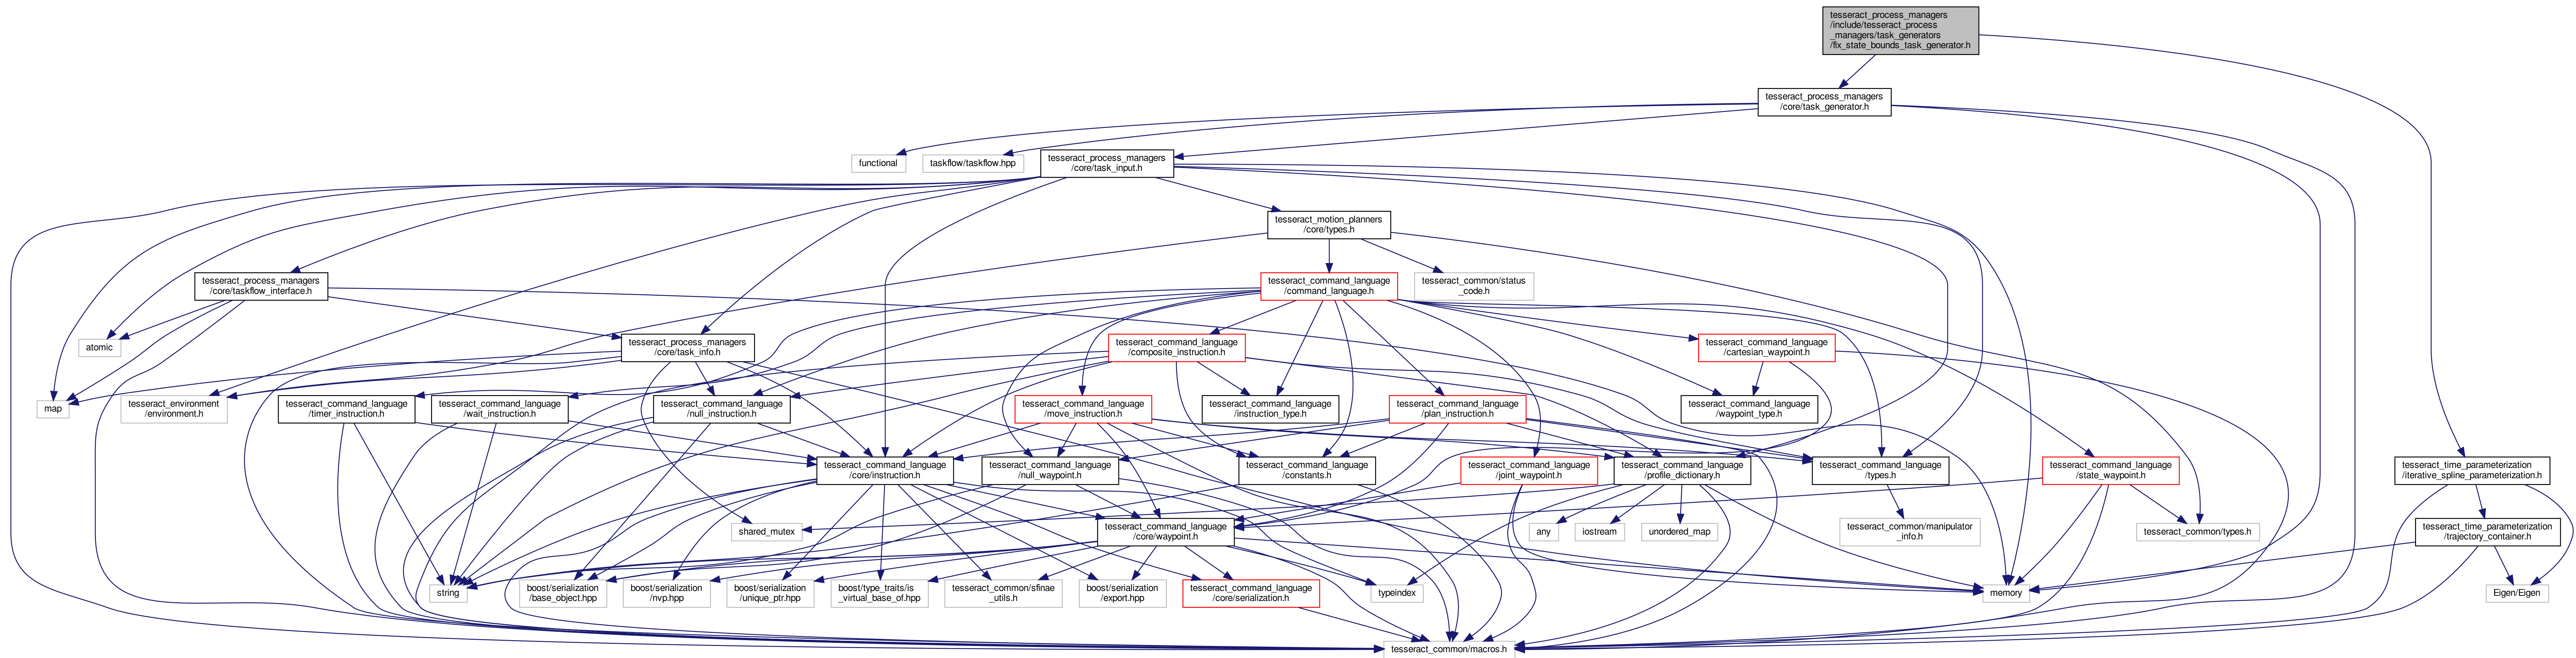 tesseract_process_managers
/include/tesseract_process
_managers/task_generators
/fix_state_bounds_task_generator.h
tesseract_process_managers
/core/task_generator.h
functional
taskflow/taskflow.hpp
tesseract_process_managers
/core/task_input.h
tesseract_motion_planners
/core/types.h
tesseract_process_managers
/core/taskflow_interface.h
tesseract_command_language
/command_language.h
tesseract_common/status
_code.h
atomic
tesseract_process_managers
/core/task_info.h
tesseract_command_language
/composite_instruction.h
tesseract_command_language
/cartesian_waypoint.h
map
tesseract_environment
/environment.h
tesseract_command_language
/timer_instruction.h
tesseract_command_language
/wait_instruction.h
tesseract_command_language
/null_instruction.h
tesseract_command_language
/move_instruction.h
tesseract_command_language
/instruction_type.h
tesseract_command_language
/plan_instruction.h
tesseract_command_language
/waypoint_type.h
tesseract_command_language
/core/instruction.h
tesseract_command_language
/null_waypoint.h
tesseract_command_language
/constants.h
tesseract_command_language
/joint_waypoint.h
tesseract_command_language
/profile_dictionary.h
tesseract_command_language
/types.h
tesseract_command_language
/state_waypoint.h
tesseract_time_parameterization
/iterative_spline_parameterization.h
shared_mutex
tesseract_command_language
/core/waypoint.h
any
iostream
unordered_map
tesseract_common/manipulator
_info.h
tesseract_common/types.h
tesseract_time_parameterization
/trajectory_container.h
string
boost/serialization
/base_object.hpp
boost/serialization
/nvp.hpp
boost/serialization
/unique_ptr.hpp
boost/type_traits/is
_virtual_base_of.hpp
tesseract_common/sfinae
_utils.h
boost/serialization
/export.hpp
tesseract_command_language
/core/serialization.h
typeindex
memory
Eigen/Eigen
tesseract_common/macros.h